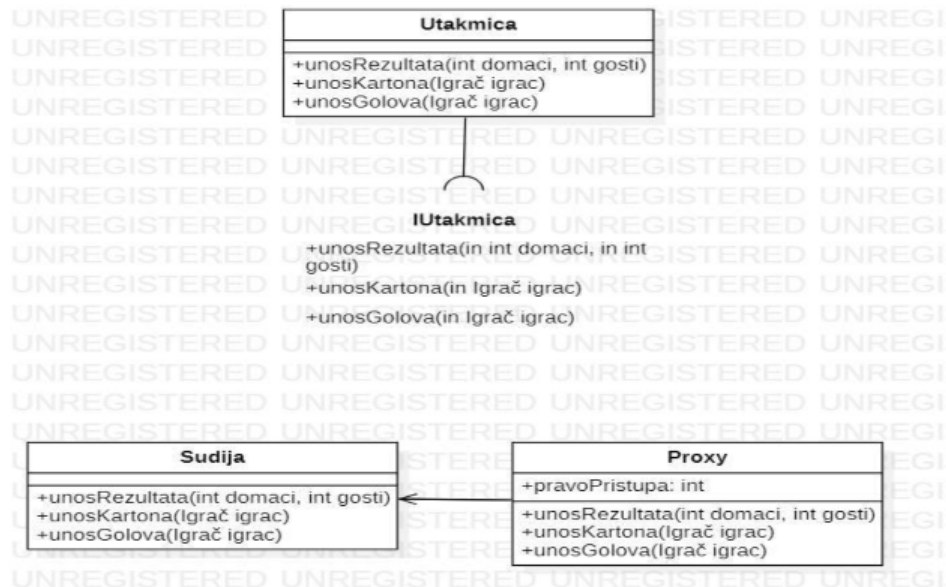 Utakmica
+unosRezultata(int domaci, int gosti)
+unosKartona(Igrač igrac)
+unosGolova(Igrač igrac)
IUtakmica
+unosRezultata(in int domaci, in int
gosti)
+unosKartona(in Igrač igrac)
+unosGolova(in Igrač igrac)
Sudija
+unosRezultata(int domaci, int gosti)
+unosKartona(Igrač igrac)
+unosGolova(Igrač igrac)
Proxy
+pravoPristupa: int
+unosRezultata(int domaci, int gosti)
+unosKartona(Igrač igrac)
+unosGolova(Igrač igrac)
UNREGISTERED